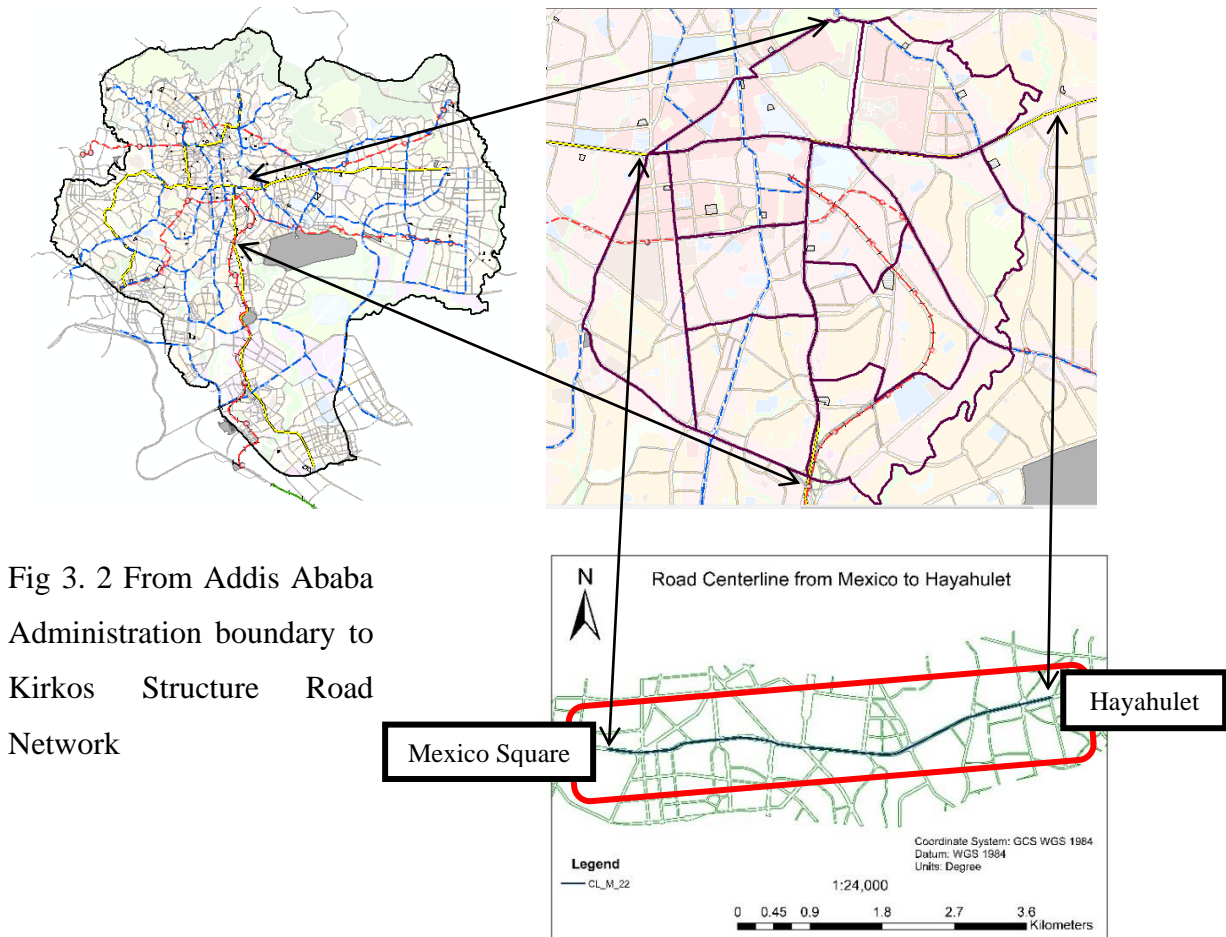 Fig 3. 2 From Addis Ababa
Administration boundary to
Kirkos Structure Road
Network
N
Road Centerline from Mexico to Hayahulet
Hayahulet
Mexico Square
Coordinate System: GCS WGS 1984
Datum: WGS 1984
Units: Degree
Legend
CL_M_22
1:24,000
0 0.45 0.9 1.8 2.7 3.6
Kilometers